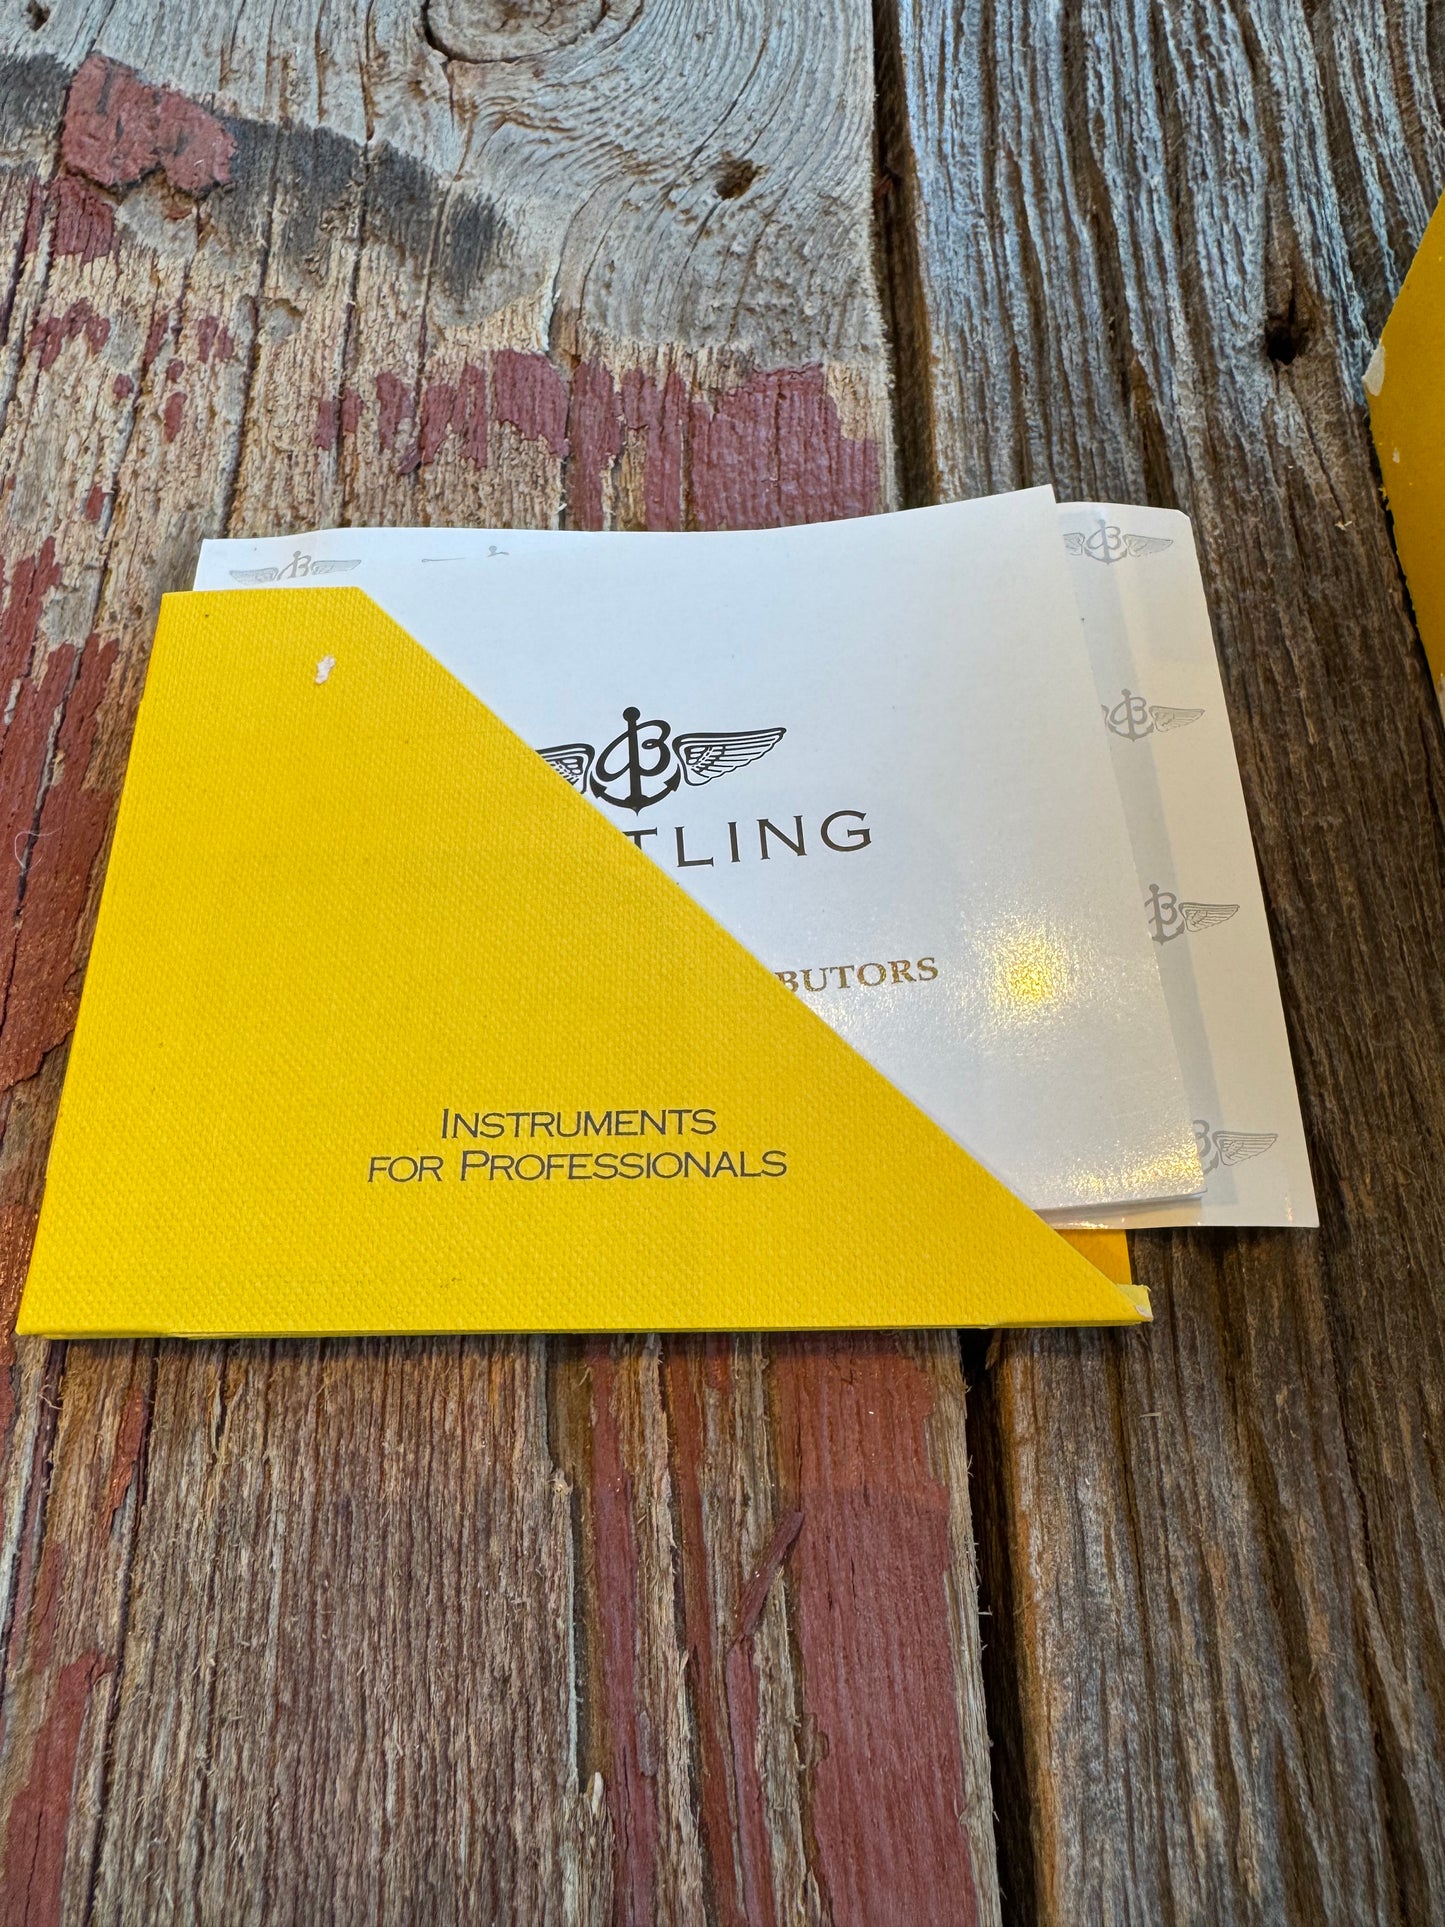 TLING
BUTORS
INSTRUMENTS
FOR PROFESSIONALS